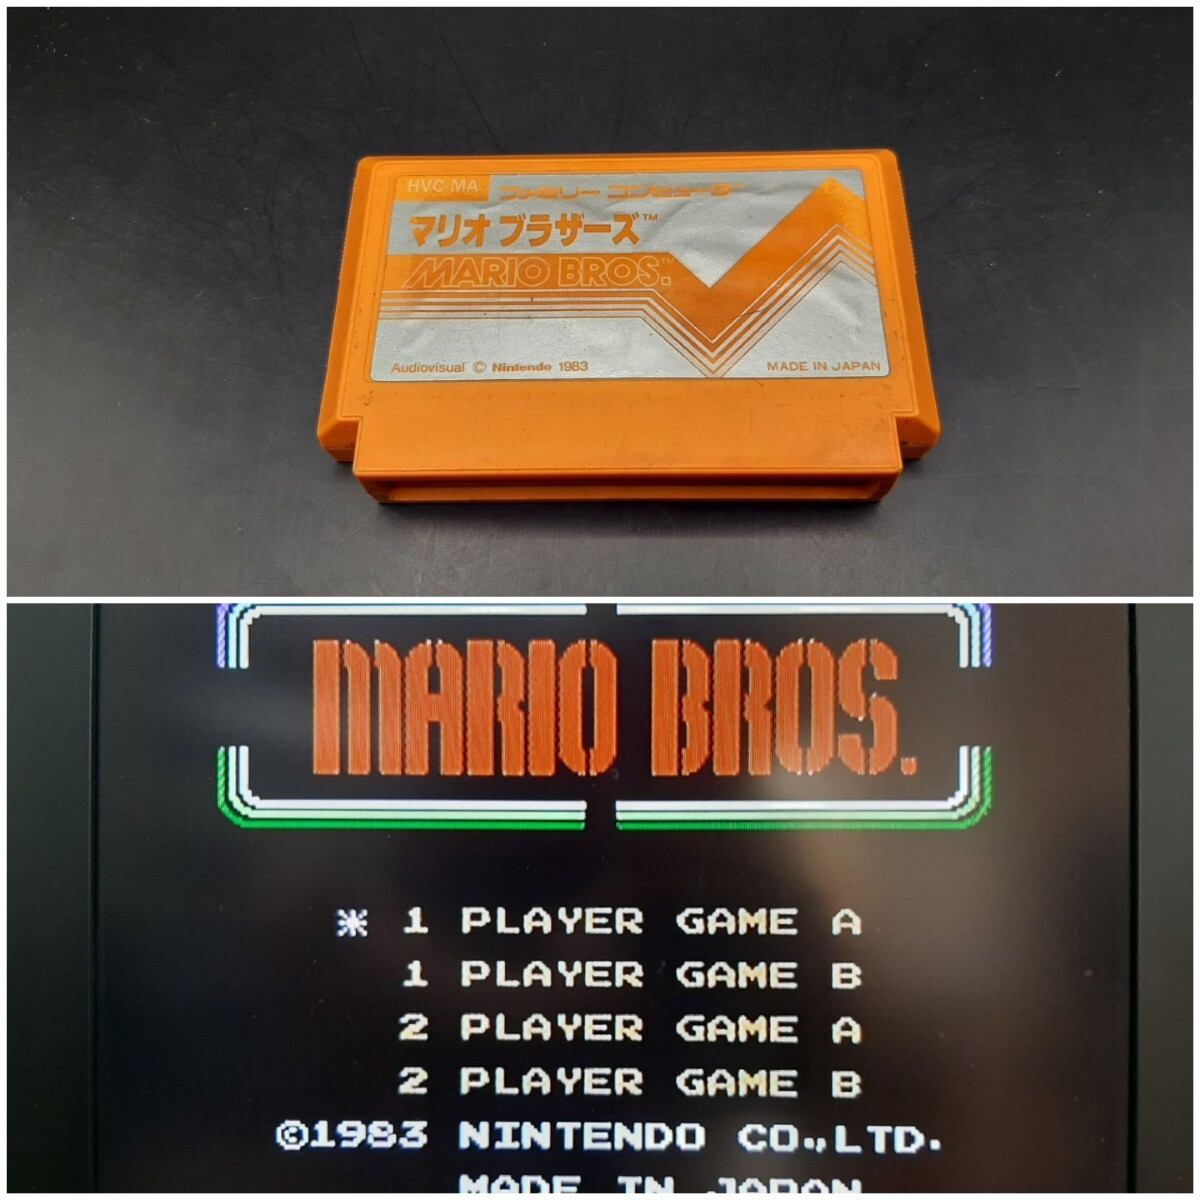 HVC-MA ファミリー コンピュータ™
マリオ ブラザーズ™
MARIO BROS.™
Audiovisual © Nintendo 1983
MADE IN JAPAN
MARIO BROS.
* 1 PLAYER GAME A
1 PLAYER GAME B
2 PLAYER GAME A
2 PLAYER GAME B
©1983 NINTENDO CO.,LTD.
MADE IN JAPAN